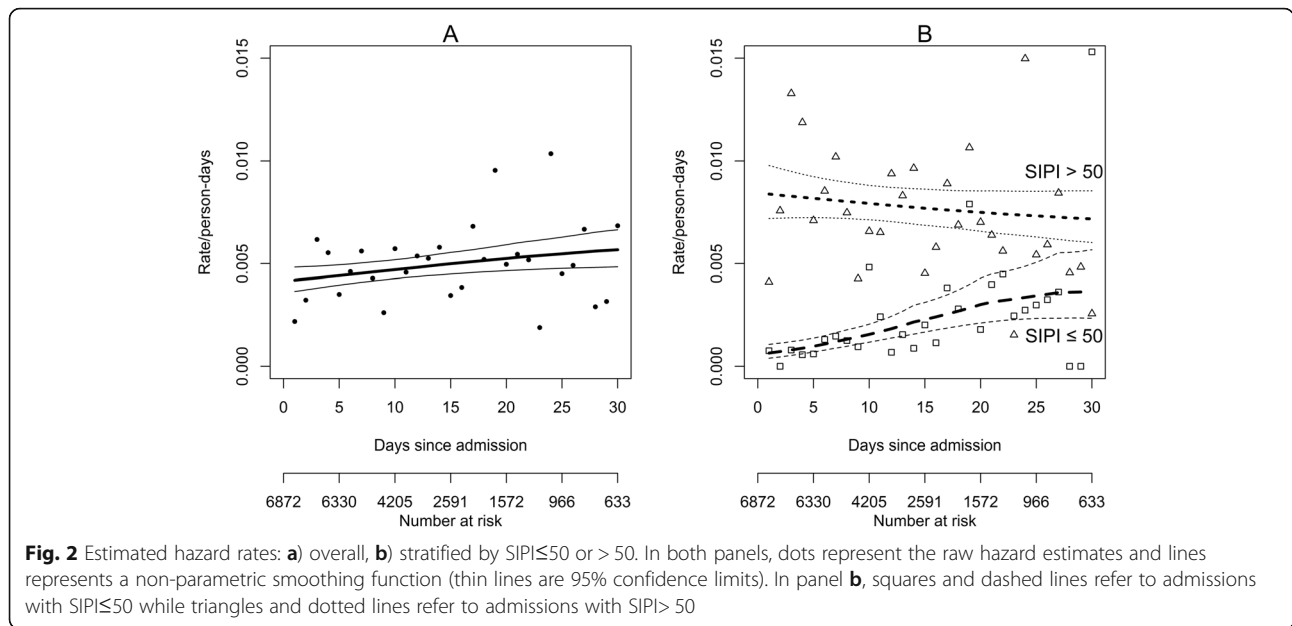 A
B
0.015
0.010
0.005
0.000
Rate/person-days
0 5 10 15 20 25 30
Days since admission
6872 6330 4205 2591 1572 966 633
Number at risk
0.015
0.010
0.005
0.000
Rate/person-days
SIPI > 50
SIPI ≤ 50
0 5 10 15 20 25 30
Days since admission
6872 6330 4205 2591 1572 966 633
Number at risk
Fig. 2 Estimated hazard rates: a) overall, b) stratified by SIPI≤50 or > 50. In both panels, dots represent the raw hazard estimates and lines
represents a non-parametric smoothing function (thin lines are 95% confidence limits). In panel b, squares and dashed lines refer to admissions
with SIPI≤50 while triangles and dotted lines refer to admissions with SIPI> 50